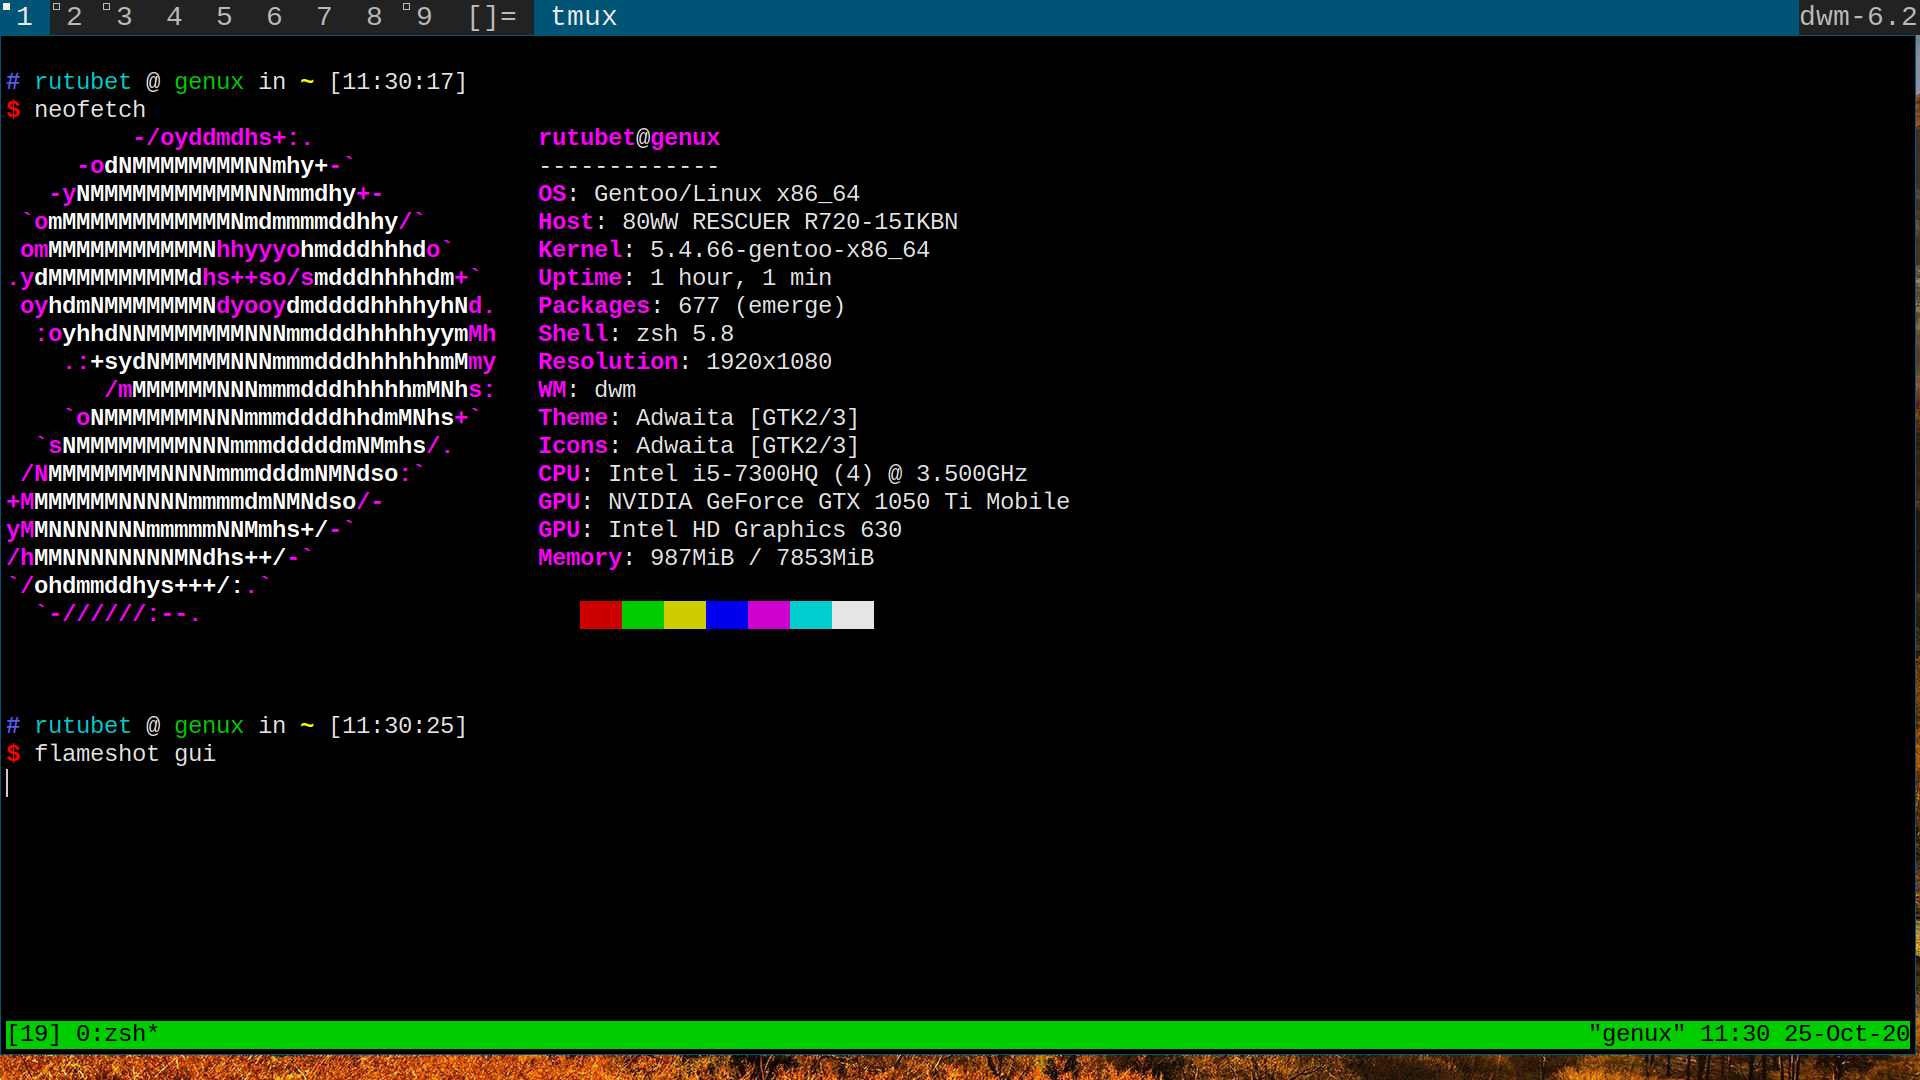 1 2 3 4 5 6 7 8 9 []= tmux dwm-6.2
# rutubet @ genux in ~ [11:30:17]
$ neofetch
-/oyddmdhs+:. rutubet@genux
-odNMMMMMMMMNNmhy+-` -------------
-yNMMMMMMMMMMMNNNmmdhy+- OS: Gentoo/Linux x86_64
`omMMMMMMMMMMMMNmdmmmmddhhy/` Host: 80WW RESCUER R720-15IKBN
omMMMMMMMMMMMNhhyyyohmdddhhhdo` Kernel: 5.4.66-gentoo-x86_64
.ydMMMMMMMMMMdhs++so/smdddhhhhdm+` Uptime: 1 hour, 1 min
oyhdmNMMMMMMMNdyooydmddddhhhhyhNd. Packages: 677 (emerge)
:oyhhdNNMMMMMMMNNNmmdddhhhhhyymMh Shell: zsh 5.8
.:+sydNMMMMMNNNmmmdddhhhhhhmMmy Resolution: 1920x1080
/mMMMMMMNNNmmmdddhhhhhmMNhs: WM: dwm
`oNMMMMMMMNNNmmmddddhhdmMNhs+` Theme: Adwaita [GTK2/3]
`sNMMMMMMMMNNNmmmdddddmNMmhs/. Icons: Adwaita [GTK2/3]
/NMMMMMMMMNNNNmmmdddmNMNdso:` CPU: Intel i5-7300HQ (4) @ 3.500GHz
+MMMMMMMNNNNNmmmmdmNMNdso/- GPU: NVIDIA GeForce GTX 1050 Ti Mobile
yMMNNNNNNNmmmmmNNMmhs+/-` GPU: Intel HD Graphics 630
/hMMNNNNNNNNMNdhs++/-` Memory: 987MiB / 7853MiB
`/ohdmmddhys+++/:.`
`-//////:--.
# rutubet @ genux in ~ [11:30:25]
$ flameshot gui
[19] 0:zsh* "genux" 11:30 25-Oct-20